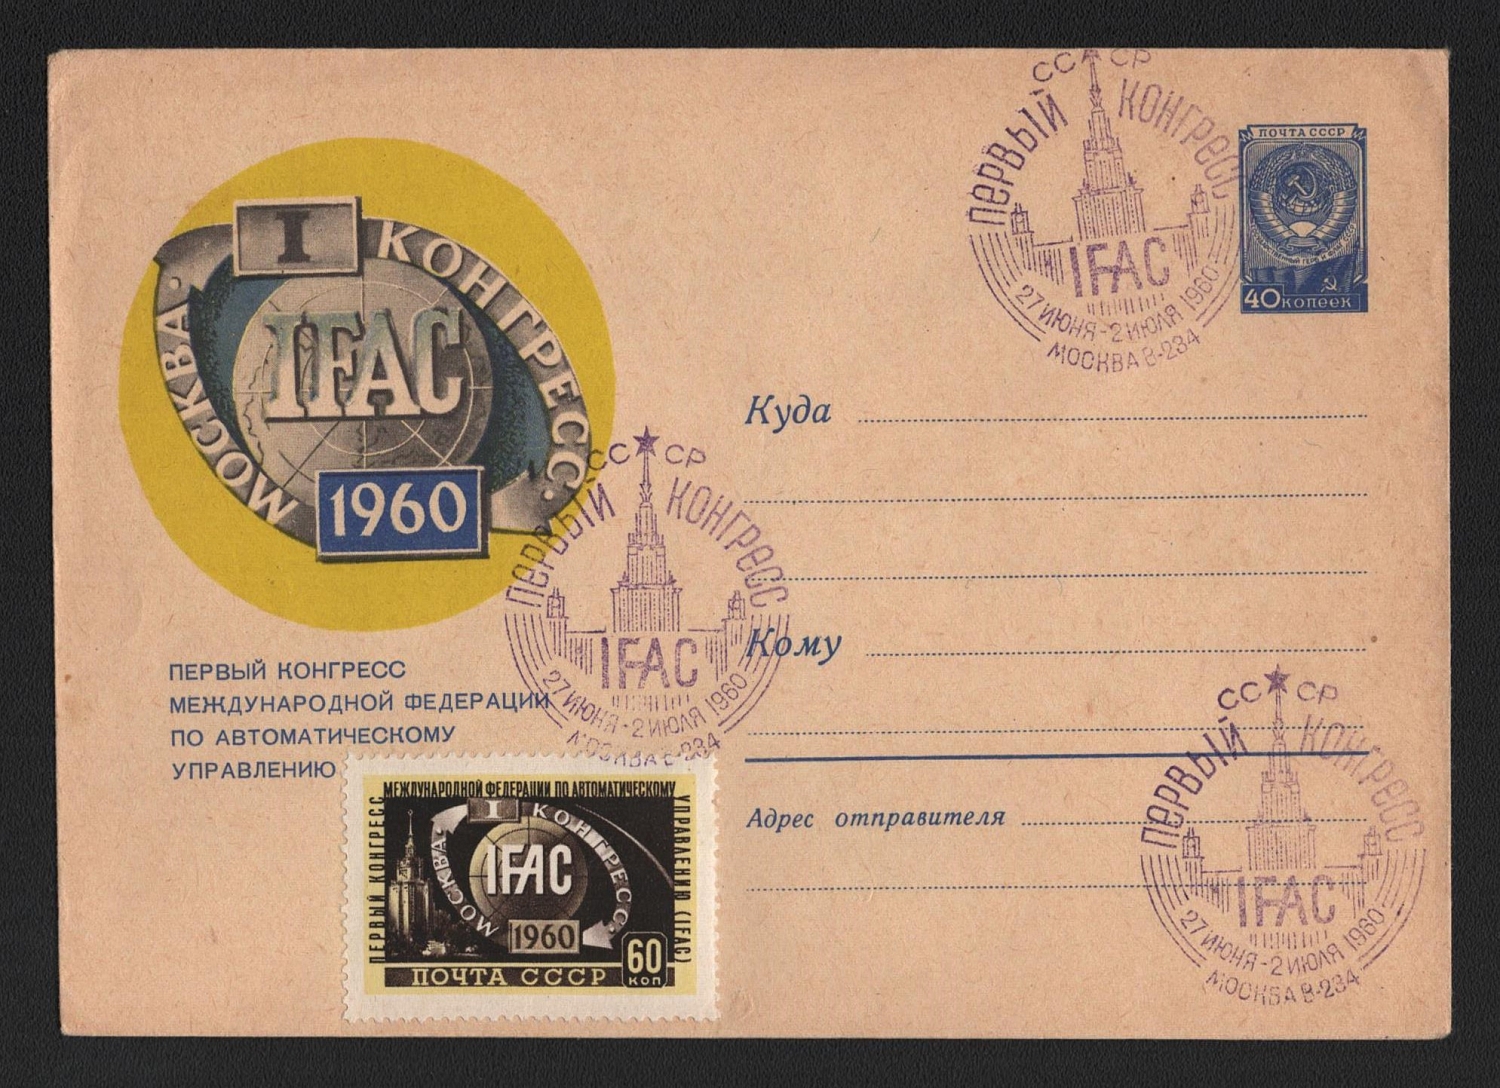 СССР
ПЕРВЫЙ КОНГРЕСС
IFAC
27 ИЮНЯ-2 ИЮЛЯ 1960
МОСКВА В-234
ПОЧТА СССР
40 КОПЕЕК
I КОНГРЕСС.
МОСКВА·
IFAC
1960
Куда
СССР
ПЕРВЫЙ КОНГРЕСС
IFAC
27 ИЮНЯ-2 ИЮЛЯ 1960
МОСКВА В-234
Кому
ПЕРВЫЙ КОНГРЕСС
МЕЖДУНАРОДНОЙ ФЕДЕРАЦИИ
ПО АВТОМАТИЧЕСКОМУ
УПРАВЛЕНИЮ
Адрес отправителя
ПЕРВЫЙ КОНГРЕСС
МЕЖДУНАРОДНОЙ ФЕДЕРАЦИИ ПО АВТОМАТИЧЕСКОМУ
УПРАВЛЕНИЮ (IFAC)
I КОНГРЕСС.
МОСКВА·
IFAC
1960
60
КОП
ПОЧТА СССР
СССР
ПЕРВЫЙ КОНГРЕСС
IFAC
27 ИЮНЯ-2 ИЮЛЯ 1960
МОСКВА В-234